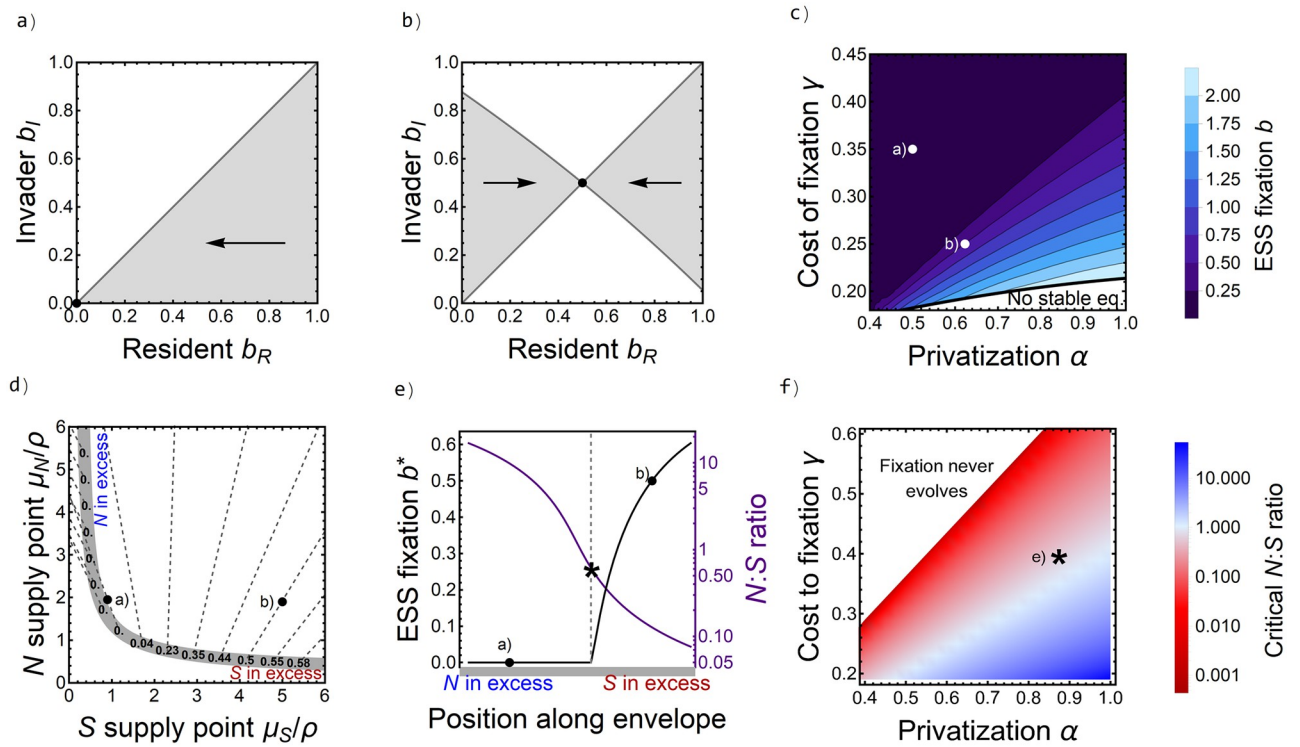 a)
b)
c)
1.0
0.8
0.6
0.4
0.2
0.0
0.0 0.2 0.4 0.6 0.8 1.0
Invader b_I
Resident b_R
1.0
0.8
0.6
0.4
0.2
0.0
0.0 0.2 0.4 0.6 0.8 1.0
Invader b_I
Resident b_R
0.45
0.40
0.35
0.30
0.25
0.20
0.4 0.5 0.6 0.7 0.8 0.9 1.0
Cost of fixation γ
Privatization α
a)
b)
No stable eq.
2.00
1.75
1.50
1.25
1.00
0.75
0.50
0.25
ESS fixation b
d)
e)
f)
6
5
4
3
2
1
0
0 1 2 3 4 5 6
N supply point μ_N/ρ
S supply point μ_S/ρ
N in excess
S in excess
a)
b)
0.
0.
0.
0.
0.
0.
0.
0.
0.04 0.23 0.35 0.44 0.5 0.55 0.58
0.5
0.4
0.3
0.2
0.1
0.0
ESS fixation b*
a)
b)
*
10
5
1
0.50
0.10
0.05
N:S ratio
N in excess
S in excess
Position along envelope
0.6
0.5
0.4
0.3
0.2
0.4 0.5 0.6 0.7 0.8 0.9 1.0
Cost to fixation γ
Privatization α
Fixation never
evolves
e) *
10.000
1.000
0.100
0.010
0.001
Critical N:S ratio